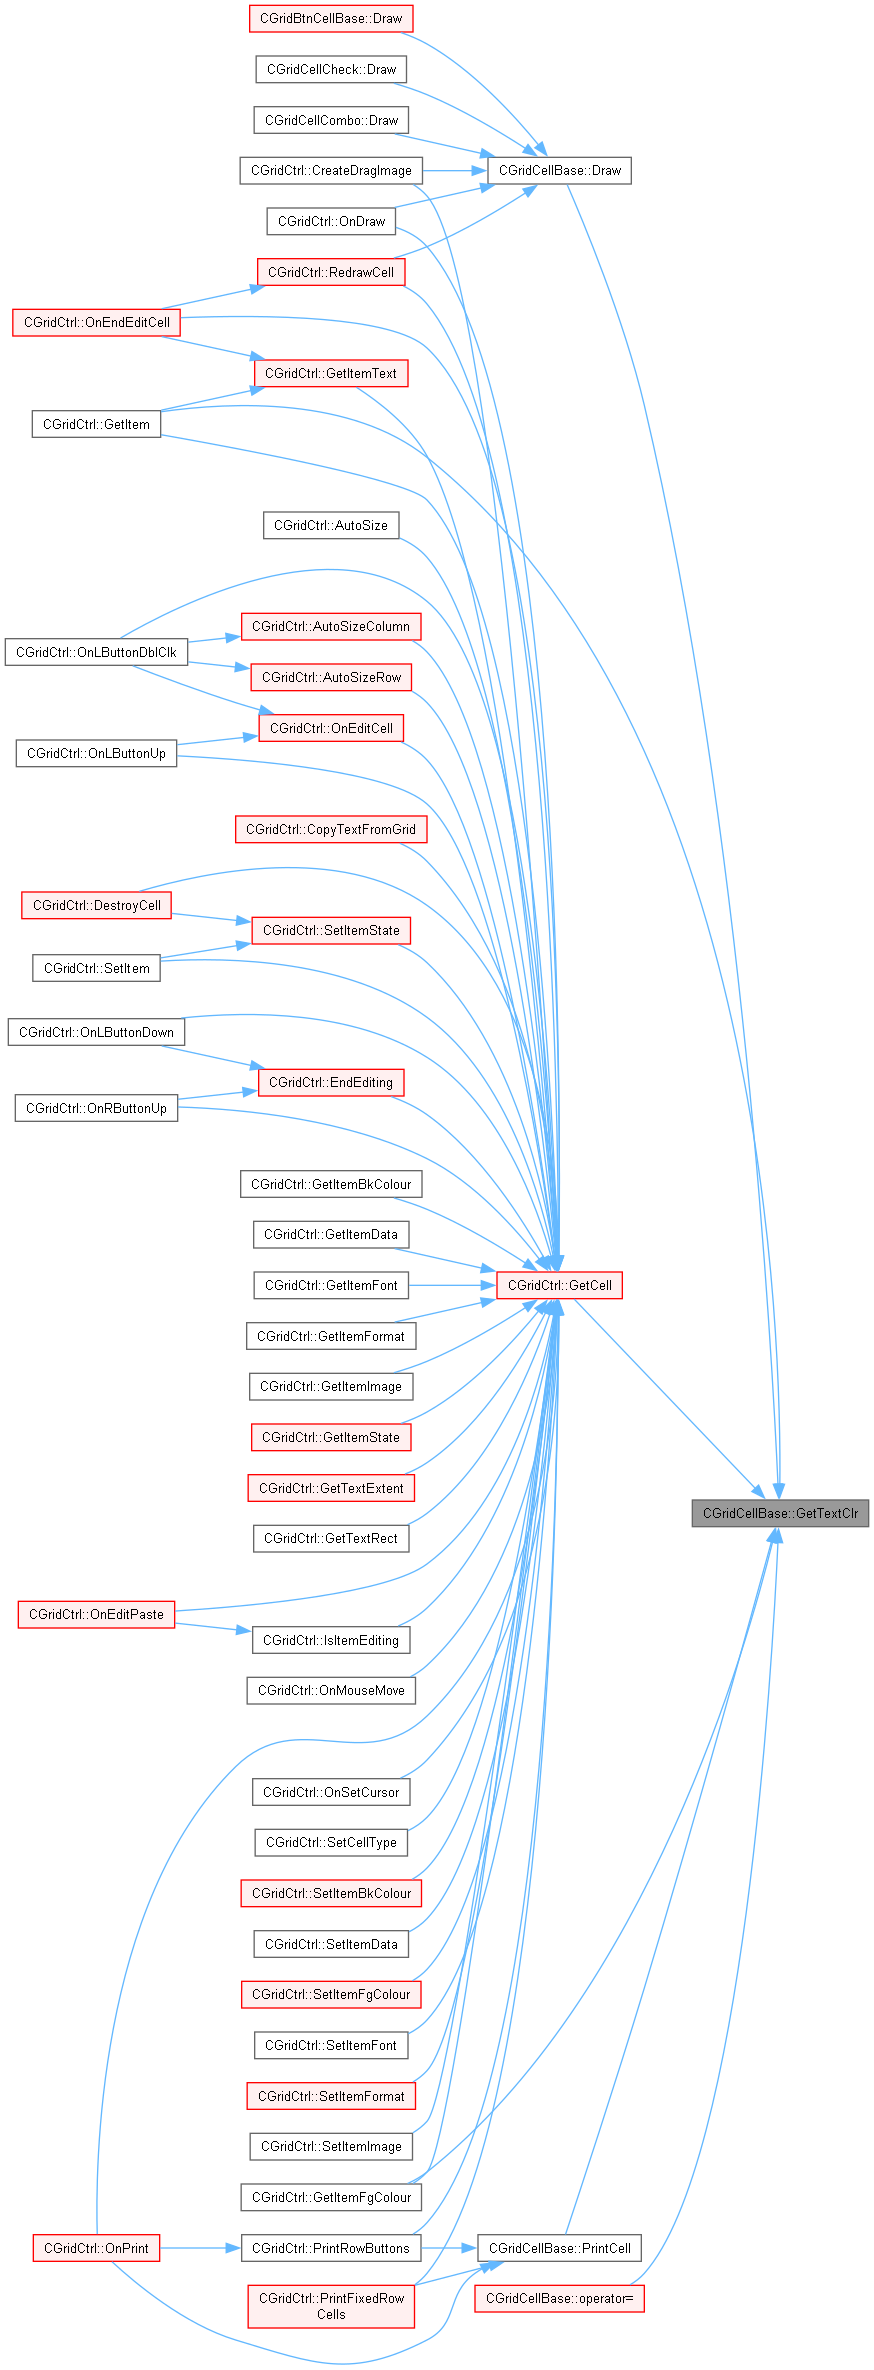 CGridBtnCellBase::Draw
CGridCellCheck::Draw
CGridCellCombo::Draw
CGridCtrl::CreateDragImage
CGridCellBase::Draw
CGridCtrl::OnDraw
CGridCtrl::RedrawCell
CGridCtrl::OnEndEditCell
CGridCtrl::GetItemText
CGridCtrl::GetItem
CGridCtrl::AutoSize
CGridCtrl::AutoSizeColumn
CGridCtrl::OnLButtonDblClk
CGridCtrl::AutoSizeRow
CGridCtrl::OnEditCell
CGridCtrl::OnLButtonUp
CGridCtrl::CopyTextFromGrid
CGridCtrl::DestroyCell
CGridCtrl::SetItemState
CGridCtrl::SetItem
CGridCtrl::OnLButtonDown
CGridCtrl::EndEditing
CGridCtrl::OnRButtonUp
CGridCtrl::GetItemBkColour
CGridCtrl::GetItemData
CGridCtrl::GetItemFont
CGridCtrl::GetCell
CGridCtrl::GetItemFormat
CGridCtrl::GetItemImage
CGridCtrl::GetItemState
CGridCtrl::GetTextExtent
CGridCellBase::GetTextClr
CGridCtrl::GetTextRect
CGridCtrl::OnEditPaste
CGridCtrl::IsItemEditing
CGridCtrl::OnMouseMove
CGridCtrl::OnSetCursor
CGridCtrl::SetCellType
CGridCtrl::SetItemBkColour
CGridCtrl::SetItemData
CGridCtrl::SetItemFgColour
CGridCtrl::SetItemFont
CGridCtrl::SetItemFormat
CGridCtrl::SetItemImage
CGridCtrl::GetItemFgColour
CGridCtrl::OnPrint
CGridCtrl::PrintRowButtons
CGridCellBase::PrintCell
CGridCtrl::PrintFixedRow
Cells
CGridCellBase::operator=